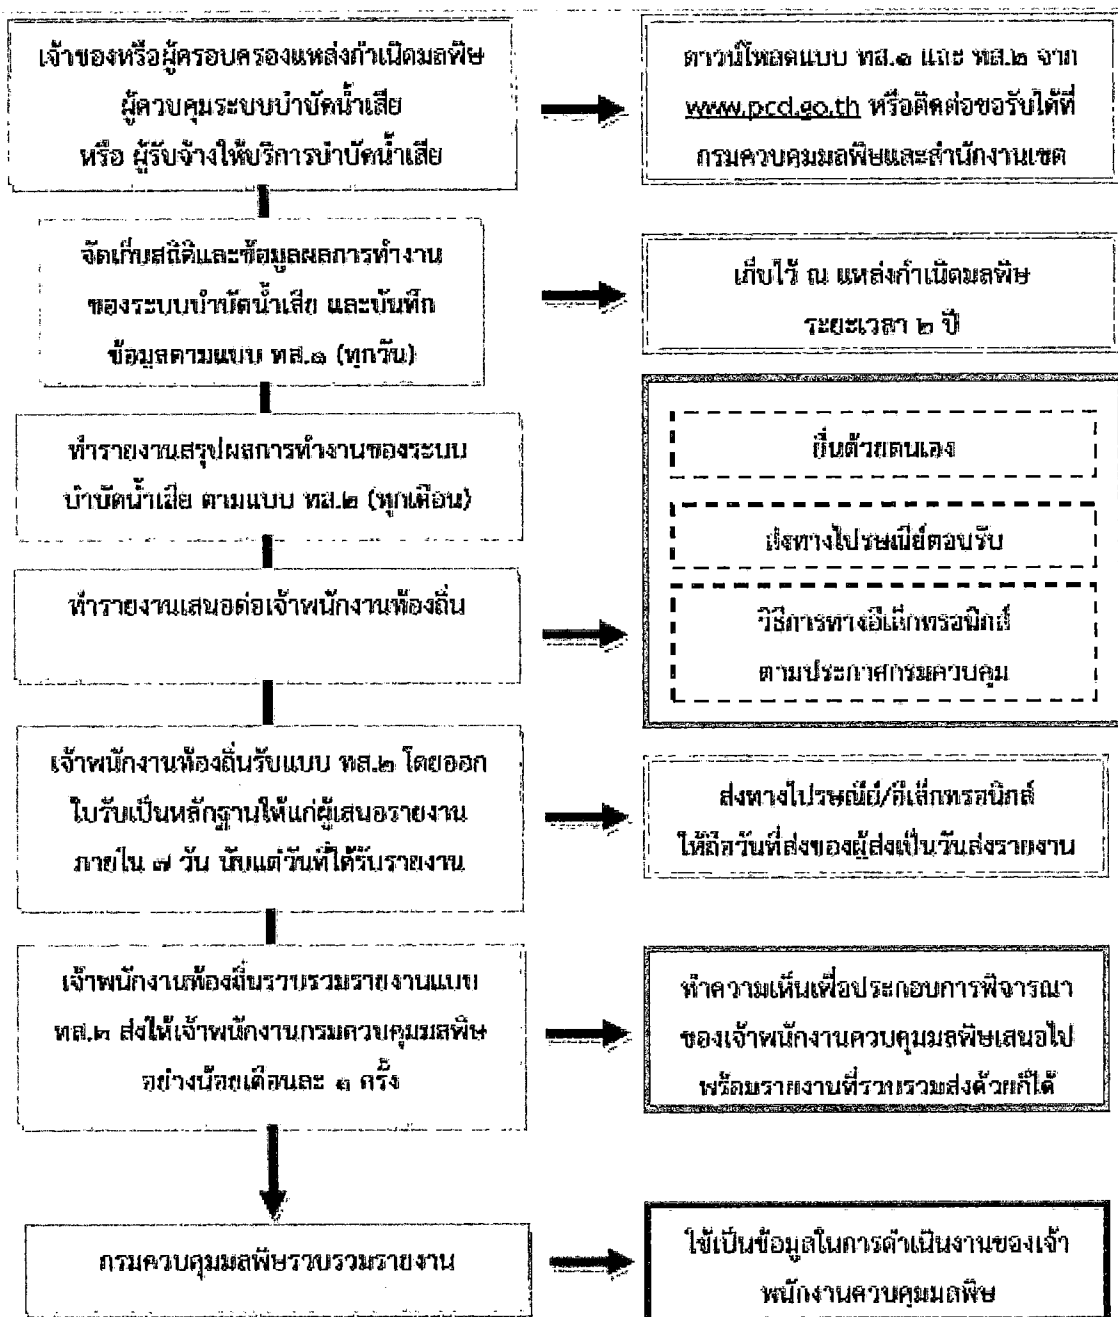 เจ้าของหรือผู้ครอบครองแหล่งกำเนิดมลพิษ
ผู้ควบคุมระบบบำบัดน้ำเสีย
หรือ ผู้รับจ้างให้บริการบำบัดน้ำเสีย
ดาวน์โหลดแบบ ทส.๑ และ ทส.๒ จาก
www.pcd.go.th หรือติดต่อขอรับได้ที่
กรมควบคุมมลพิษและสำนักงานเขต
จัดเก็บสถิติและข้อมูลผลการทำงาน
ของระบบบำบัดน้ำเสีย และบันทึก
ข้อมูลตามแบบ ทส.๑ (ทุกวัน)
เก็บไว้ ณ แหล่งกำเนิดมลพิษ
ระยะเวลา ๒ ปี
ทำรายงานสรุปผลการทำงานของระบบ
บำบัดน้ำเสีย ตามแบบ ทส.๒ (ทุกเดือน)
ทำรายงานเสนอต่อเจ้าพนักงานท้องถิ่น
ยื่นด้วยตนเอง
ส่งทางไปรษณีย์ตอบรับ
วิธีการทางอิเล็กทรอนิกส์
ตามประกาศกรมควบคุม
เจ้าพนักงานท้องถิ่นรับแบบ ทส.๒ โดยออก
ใบรับเป็นหลักฐานให้แก่ผู้เสนอรายงาน
ภายใน ๗ วัน นับแต่วันที่ได้รับรายงาน
ส่งทางไปรษณีย์/อิเล็กทรอนิกส์
ให้ถือวันที่ส่งของผู้ส่งเป็นวันส่งรายงาน
เจ้าพนักงานท้องถิ่นรวบรวมรายงานแบบ
ทส.๒ ส่งให้เจ้าพนักงานกรมควบคุมมลพิษ
อย่างน้อยเดือนละ ๑ ครั้ง
ทำความเห็นเพื่อประกอบการพิจารณา
ของเจ้าพนักงานควบคุมมลพิษเสนอไป
พร้อมรายงานที่รวบรวมส่งด้วยก็ได้
กรมควบคุมมลพิษรวบรวมรายงาน
ใช้เป็นข้อมูลในการดำเนินงานของเจ้า
พนักงานควบคุมมลพิษ